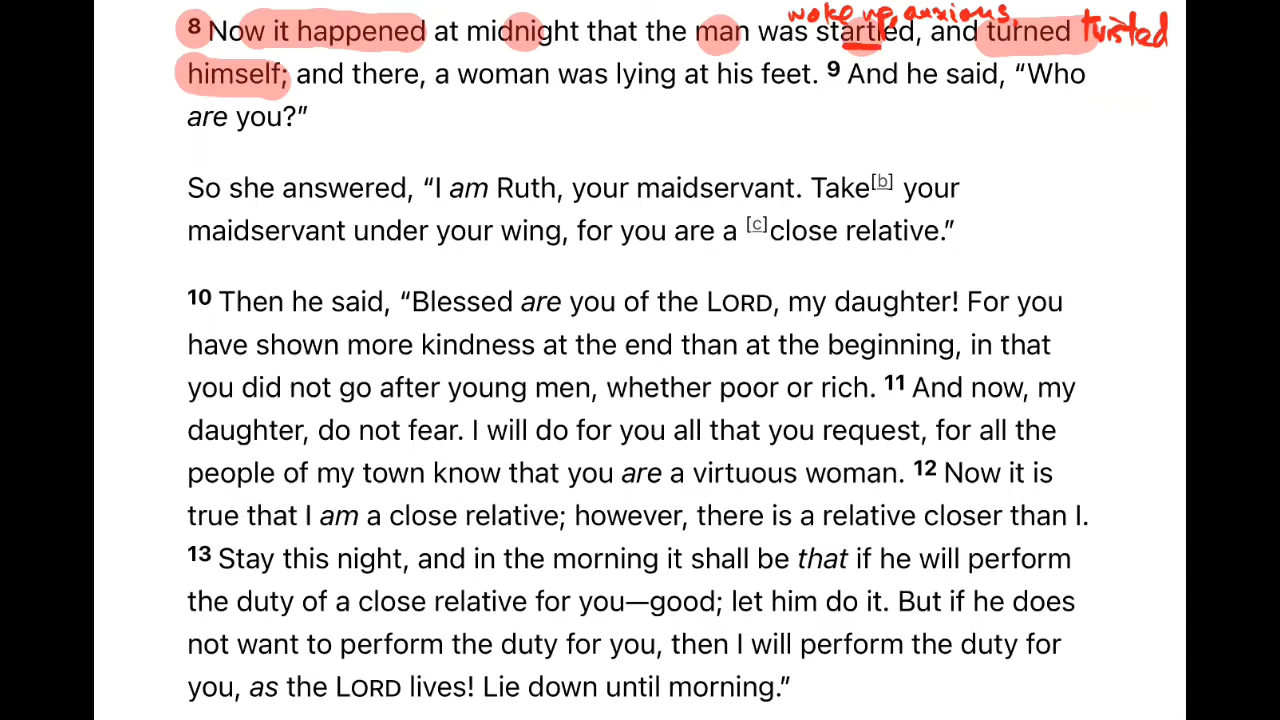 woke up, anxious,
8 Now it happened at midnight that the man was startled, and turned twisted
himself; and there, a woman was lying at his feet. 9 And he said, “Who
are you?”
So she answered, “I am Ruth, your maidservant. Take[b] your
maidservant under your wing, for you are a [c]close relative.”
10 Then he said, “Blessed are you of the LORD, my daughter! For you
have shown more kindness at the end than at the beginning, in that
you did not go after young men, whether poor or rich. 11 And now, my
daughter, do not fear. I will do for you all that you request, for all the
people of my town know that you are a virtuous woman. 12 Now it is
true that I am a close relative; however, there is a relative closer than I.
13 Stay this night, and in the morning it shall be that if he will perform
the duty of a close relative for you—good; let him do it. But if he does
not want to perform the duty for you, then I will perform the duty for
you, as the LORD lives! Lie down until morning.”